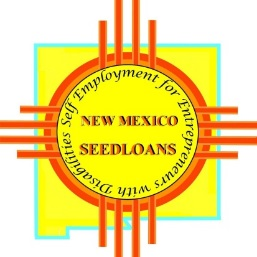 Self Employment for Entrepreneurs with Disabilities
NEW MEXICO
SEEDLOANS